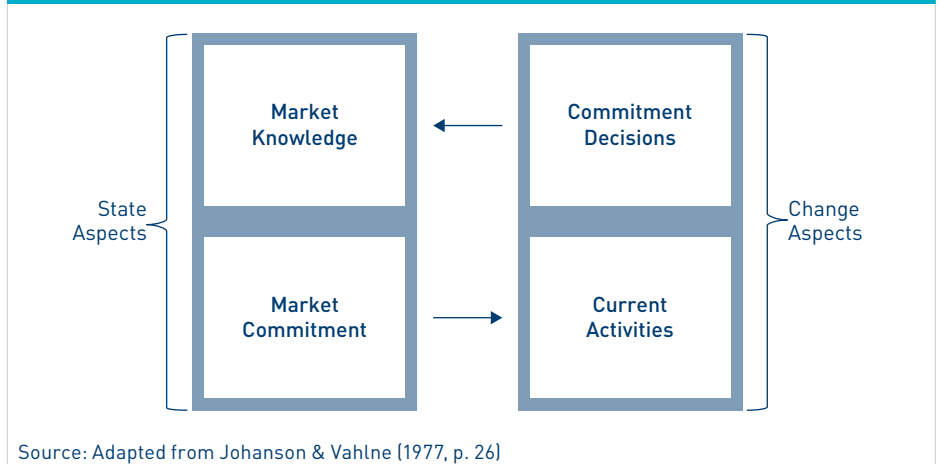 Market
Knowledge
Commitment
Decisions
State
Aspects
Change
Aspects
Market
Commitment
Current
Activities
Source: Adapted from Johanson & Vahlne (1977, p. 26)